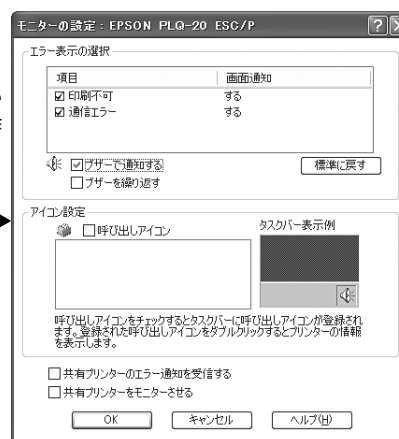 モニターの設定：EPSON PLQ-20 ESC/P
エラー表示の選択
項目 画面通知
印刷不可 する
通信エラー する
ブザーで通知する 標準に戻す
ブザーを繰り返す
アイコン設定
呼び出しアイコン タスクバー表示例
呼び出しアイコンをチェックするとタスクバーに呼び出しアイコンが登録され
ます。登録された呼び出しアイコンをダブルクリックするとプリンターの情報
を表示します。
共有プリンターのエラー通知を受信する
共有プリンターをモニターさせる
OK キャンセル ヘルプ(H)